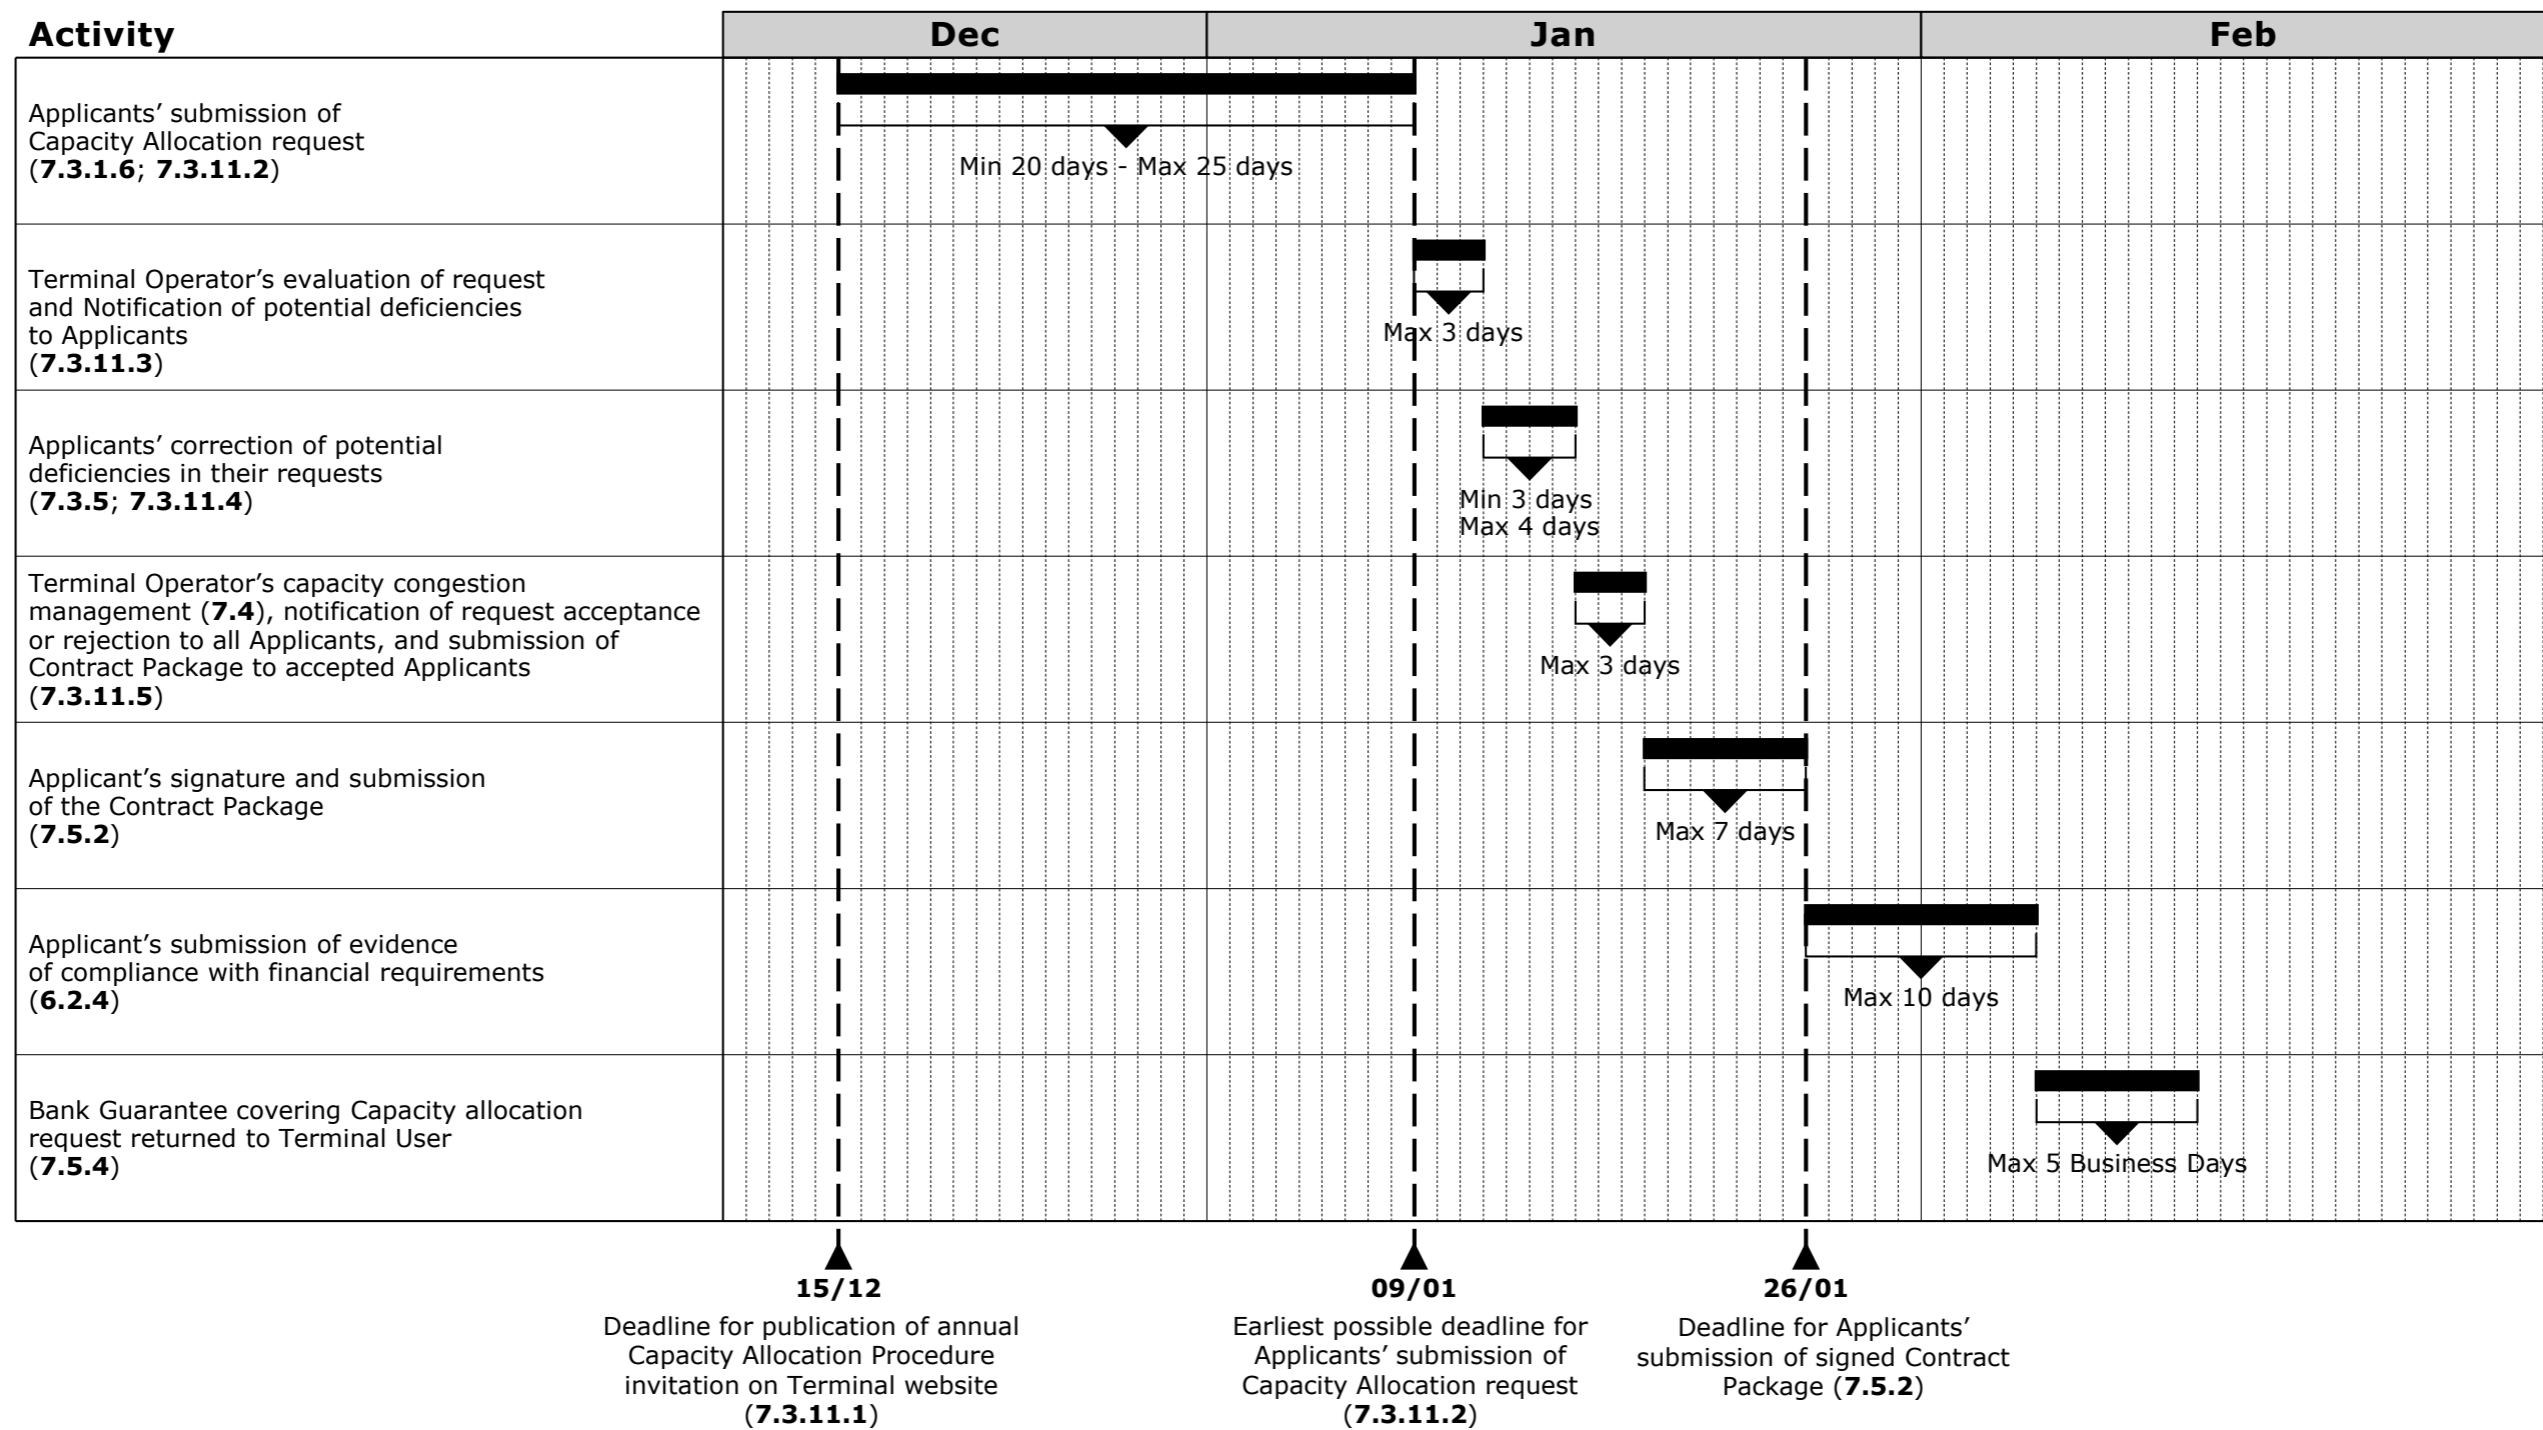 Activity
Dec
Jan
Feb
Applicants’ submission of
Capacity Allocation request
(7.3.1.6; 7.3.11.2)
Min 20 days - Max 25 days
Terminal Operator’s evaluation of request
and Notification of potential deficiencies
to Applicants
(7.3.11.3)
Max 3 days
Applicants’ correction of potential
deficiencies in their requests
(7.3.5; 7.3.11.4)
Min 3 days
Max 4 days
Terminal Operator’s capacity congestion
management (7.4), notification of request acceptance
or rejection to all Applicants, and submission of
Contract Package to accepted Applicants
(7.3.11.5)
Max 3 days
Applicant’s signature and submission
of the Contract Package
(7.5.2)
Max 7 days
Applicant’s submission of evidence
of compliance with financial requirements
(6.2.4)
Max 10 days
Bank Guarantee covering Capacity allocation
request returned to Terminal User
(7.5.4)
Max 5 Business Days
15/12
Deadline for publication of annual
Capacity Allocation Procedure
invitation on Terminal website
(7.3.11.1)
09/01
Earliest possible deadline for
Applicants’ submission of
Capacity Allocation request
(7.3.11.2)
26/01
Deadline for Applicants’
submission of signed Contract
Package (7.5.2)